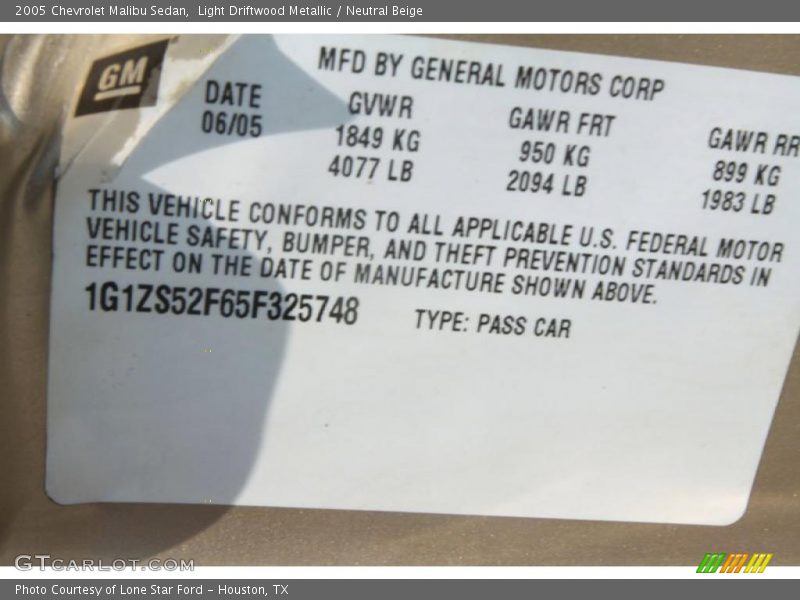 2005 Chevrolet Malibu Sedan, Light Driftwood Metallic / Neutral Beige
GM
MFD BY GENERAL MOTORS CORP
DATE GVWR GAWR FRT GAWR RR
06/05 1849 KG 950 KG 899 KG
4077 LB 2094 LB 1983 LB
THIS VEHICLE CONFORMS TO ALL APPLICABLE U.S. FEDERAL MOTOR
VEHICLE SAFETY, BUMPER, AND THEFT PREVENTION STANDARDS IN
EFFECT ON THE DATE OF MANUFACTURE SHOWN ABOVE.
1G1ZS52F65F325748 TYPE: PASS CAR
GTCARLOT.COM
Photo Courtesy of Lone Star Ford - Houston, TX